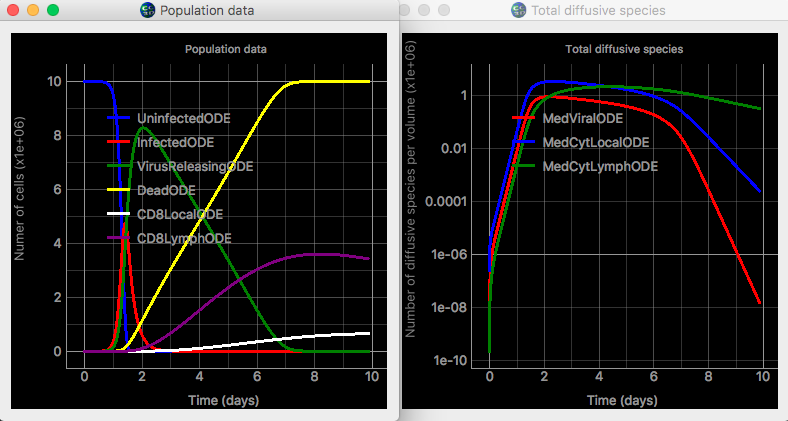 Population data
Population data
Numer of cells (x1e+06)
10
8
6
4
2
0
UninfectedODE
InfectedODE
VirusReleasingODE
DeadODE
CD8LocalODE
CD8LymphODE
0 2 4 6 8 10
Time (days)
Total diffusive species
Total diffusive species
Number of diffusive species per volume (x1e+06)
1
0.01
0.0001
1e-06
1e-08
1e-10
MedViralODE
MedCytLocalODE
MedCytLymphODE
0 2 4 6 8 10
Time (days)